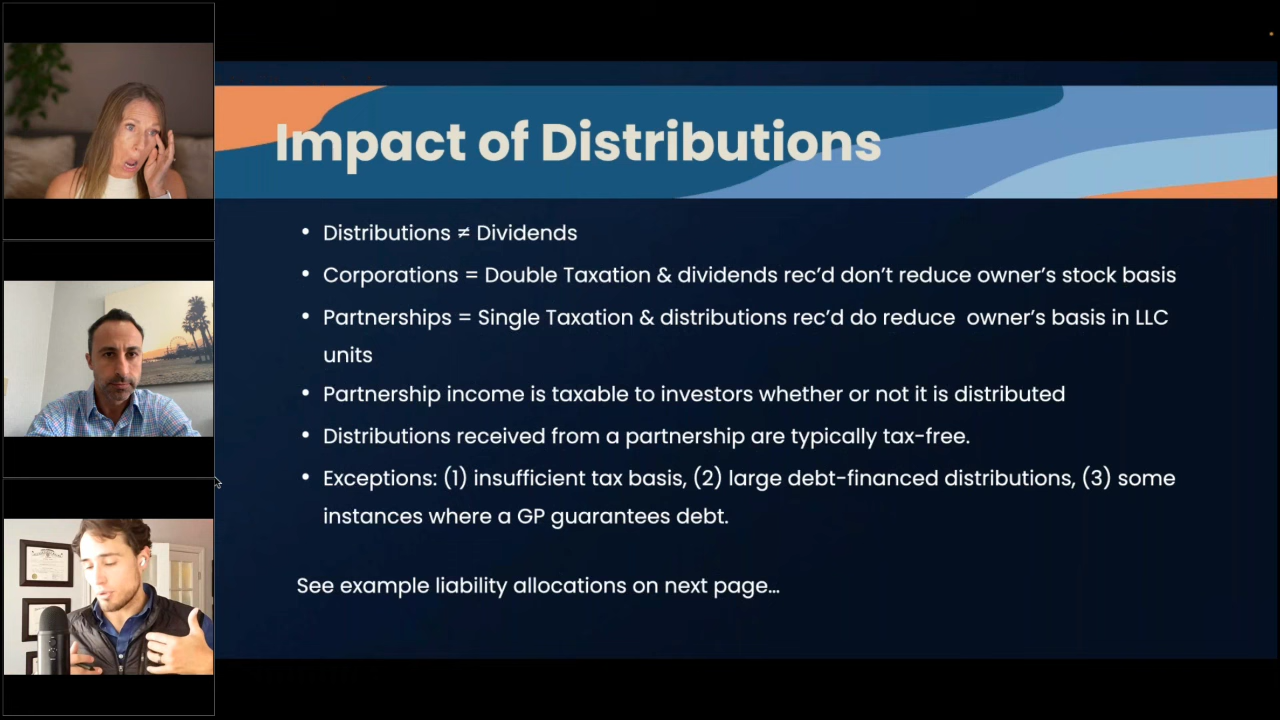 Impact of Distributions
• Distributions ≠ Dividends
• Corporations = Double Taxation & dividends rec’d don’t reduce owner’s stock basis
• Partnerships = Single Taxation & distributions rec’d do reduce  owner’s basis in LLC
units
• Partnership income is taxable to investors whether or not it is distributed
• Distributions received from a partnership are typically tax-free.
• Exceptions: (1) insufficient tax basis, (2) large debt-financed distributions, (3) some
instances where a GP guarantees debt.
See example liability allocations on next page…